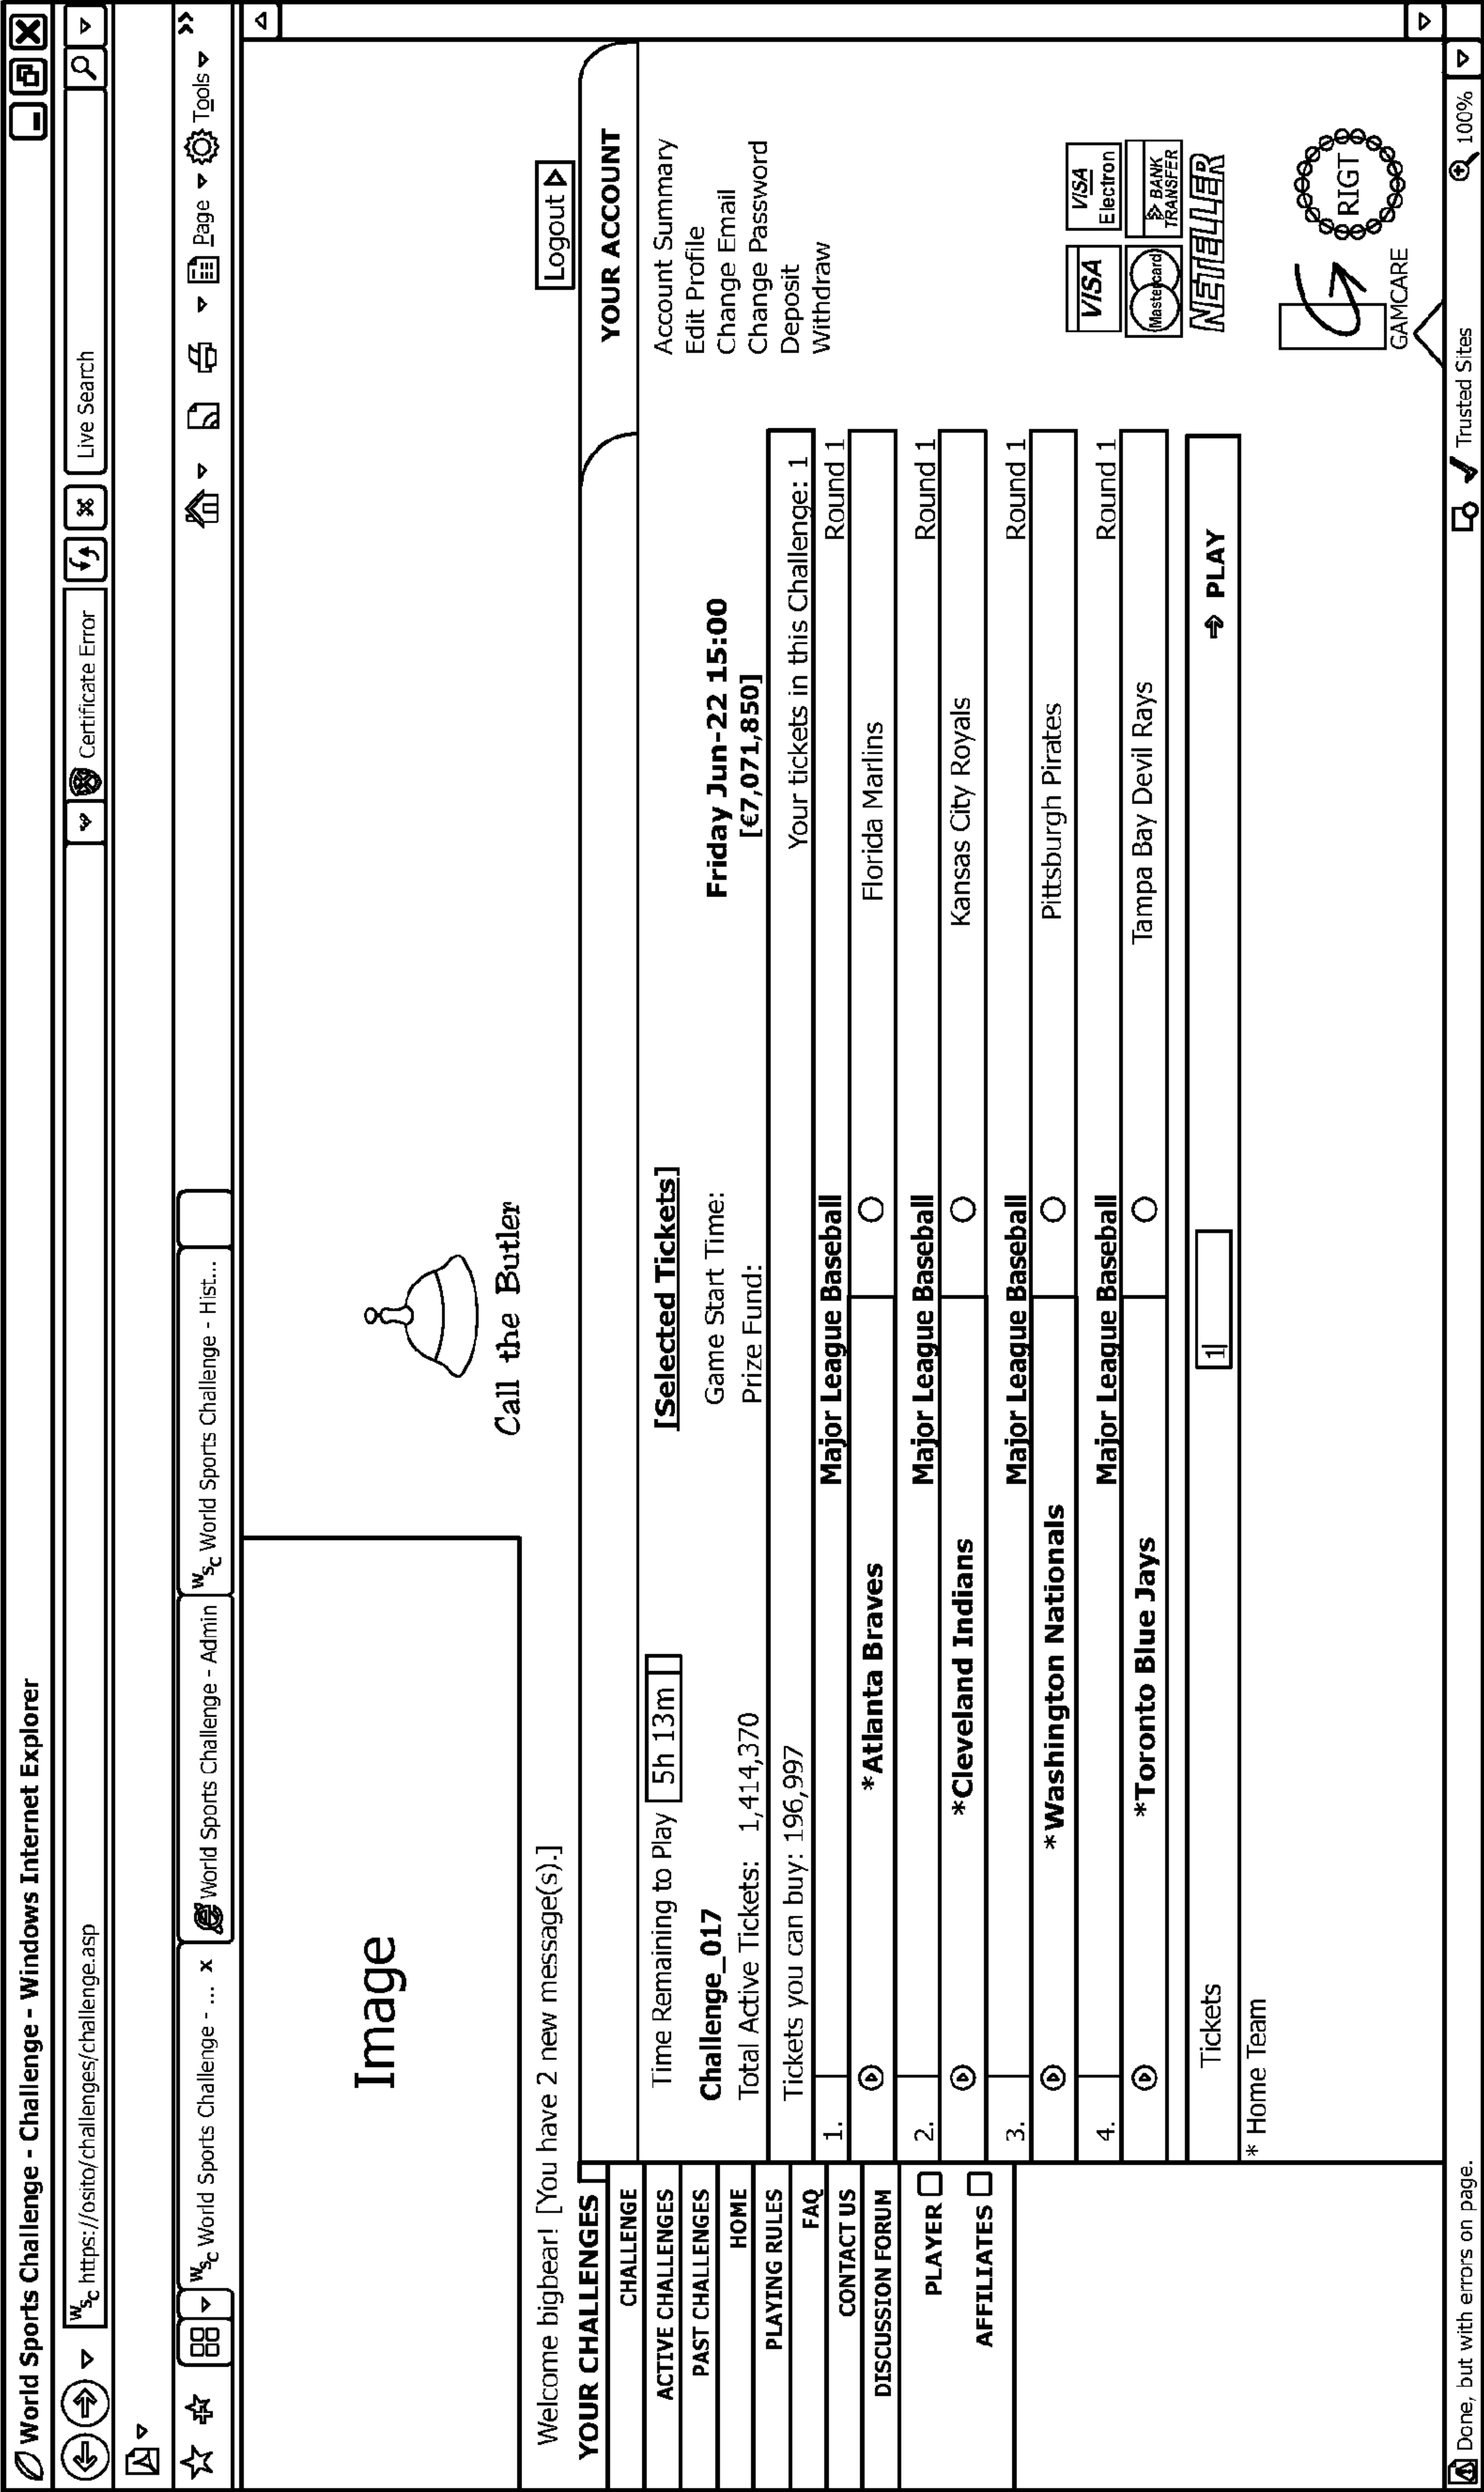 World Sports Challenge - Challenge - Windows Internet Explorer
WSC https://osito/challenges/challenge.asp
Certificate Error
Live Search
WSC World Sports Challenge - ... x
World Sports Challenge - Admin
WSC World Sports Challenge - Hist...
Page
Tools
Image
Call the Butler
Welcome bigbear! [You have 2 new message(s).]
Logout
YOUR CHALLENGES
CHALLENGE
ACTIVE CHALLENGES
PAST CHALLENGES
HOME
PLAYING RULES
FAQ
CONTACT US
DISCUSSION FORUM
PLAYER
AFFILIATES
Time Remaining to Play 5h 13m
[Selected Tickets]
Challenge_017
Game Start Time: Friday Jun-22 15:00
Total Active Tickets: 1,414,370
Prize Fund: [€7,071,850]
Tickets you can buy: 196,997
Your tickets in this Challenge: 1
1. Major League Baseball Round 1
*Atlanta Braves Florida Marlins
2. Major League Baseball Round 1
*Cleveland Indians Kansas City Royals
3. Major League Baseball Round 1
*Washington Nationals Pittsburgh Pirates
4. Major League Baseball Round 1
*Toronto Blue Jays Tampa Bay Devil Rays
Tickets 1 PLAY
* Home Team
YOUR ACCOUNT
Account Summary
Edit Profile
Change Email
Change Password
Deposit
Withdraw
VISA
VISA
Electron
Mastercard
BANK
TRANSFER
NETELLER
GAMCARE
RIGT
Done, but with errors on page.
Trusted Sites
100%